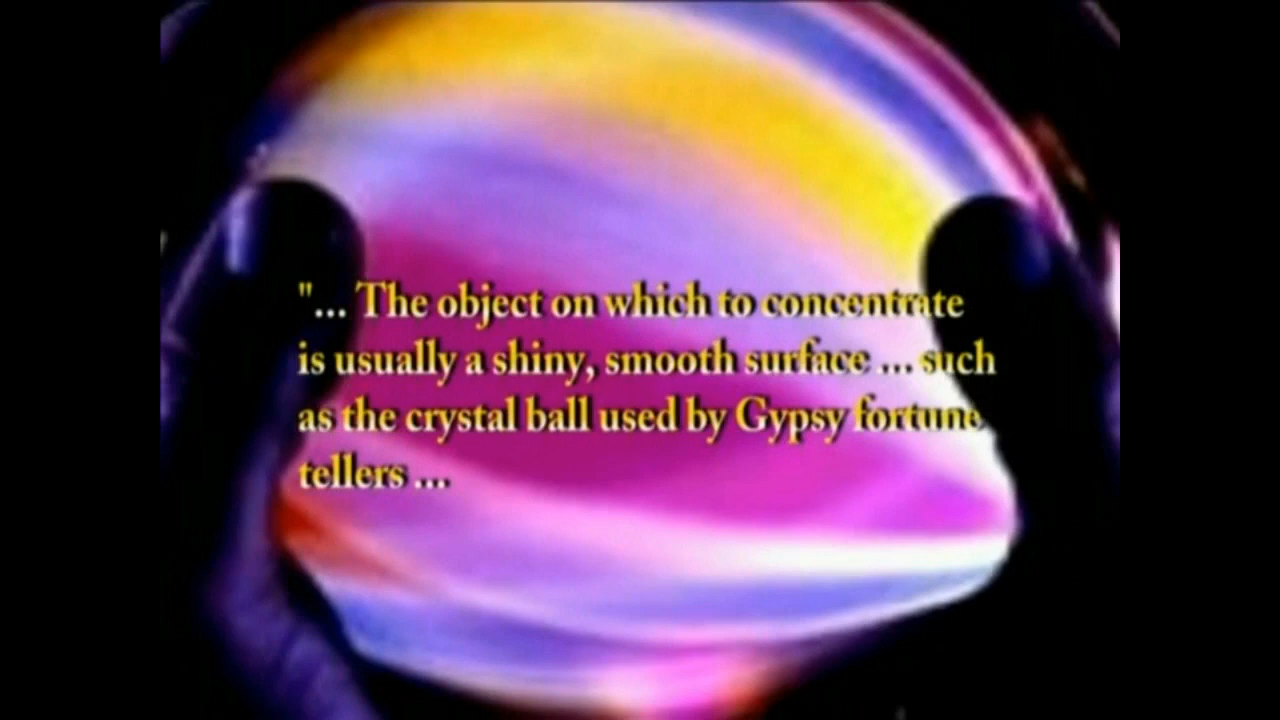 "... The object on which to concentrate
is usually a shiny, smooth surface ... such
as the crystal ball used by Gypsy fortune
tellers ...